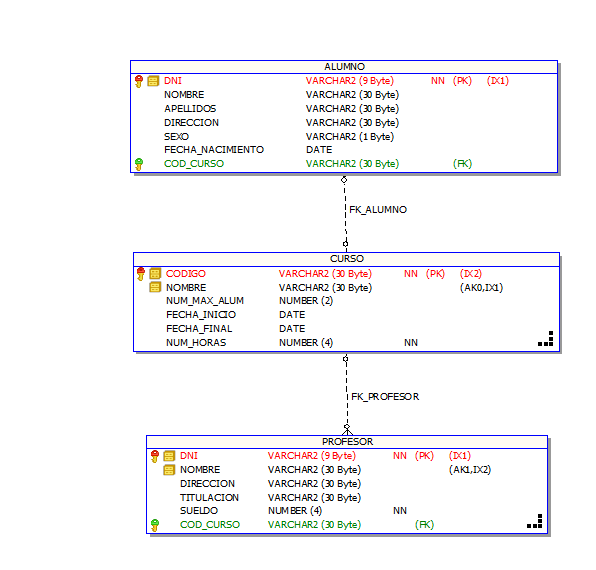 ALUMNO
DNI VARCHAR2 (9 Byte) NN (PK) (IX1)
NOMBRE VARCHAR2 (30 Byte)
APELLIDOS VARCHAR2 (30 Byte)
DIRECCION VARCHAR2 (30 Byte)
SEXO VARCHAR2 (1 Byte)
FECHA_NACIMIENTO DATE
COD_CURSO VARCHAR2 (30 Byte) (FK)
FK_ALUMNO
CURSO
CODIGO VARCHAR2 (30 Byte) NN (PK) (IX2)
NOMBRE VARCHAR2 (30 Byte) (AK0,IX1)
NUM_MAX_ALUM NUMBER (2)
FECHA_INICIO DATE
FECHA_FINAL DATE
NUM_HORAS NUMBER (4) NN
FK_PROFESOR
PROFESOR
DNI VARCHAR2 (9 Byte) NN (PK) (IX1)
NOMBRE VARCHAR2 (30 Byte) (AK1,IX2)
DIRECCION VARCHAR2 (30 Byte)
TITULACION VARCHAR2 (30 Byte)
SUELDO NUMBER (4) NN
COD_CURSO VARCHAR2 (30 Byte) (FK)